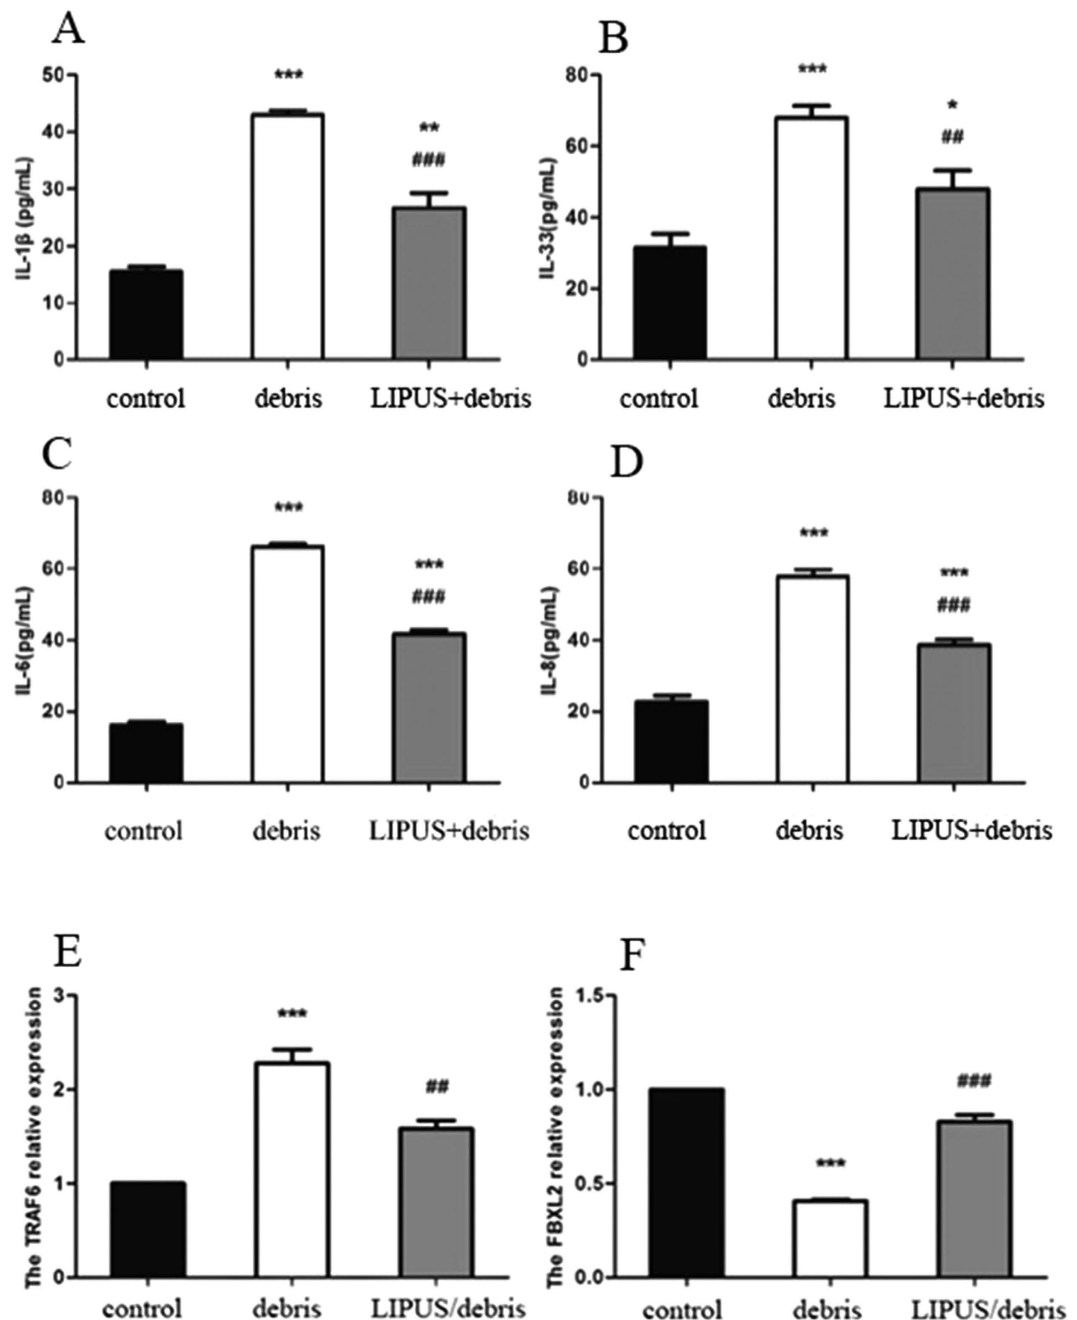 A
IL-1β (pg/mL)
50
40
30
20
10
0
***
**
###
control debris LIPUS+debris
B
IL-33(pg/mL)
80
60
40
20
0
***
*
##
control debris LIPUS+debris
C
IL-6(pg/mL)
80
60
40
20
0
***
***
###
control debris LIPUS+debris
D
IL-8(pg/mL)
80
60
40
20
0
***
***
###
control debris LIPUS+debris
E
The TRAF6 relative expression
3
2
1
0
***
##
control debris LIPUS/debris
F
The FBXL2 relative expression
1.5
1.0
0.5
0.0
***
###
control debris LIPUS/debris